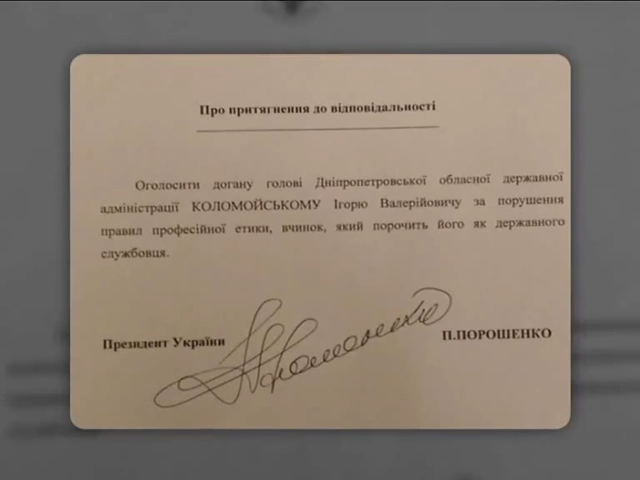 Про притягнення до відповідальності
Оголосити догану голові Дніпропетровської обласної державної
адміністрації КОЛОМОЙСЬКОМУ Ігорю Валерійовичу за порушення
правил професійної етики, вчинок, який порочить його як державного
службовця.
Президент України П.ПОРОШЕНКО